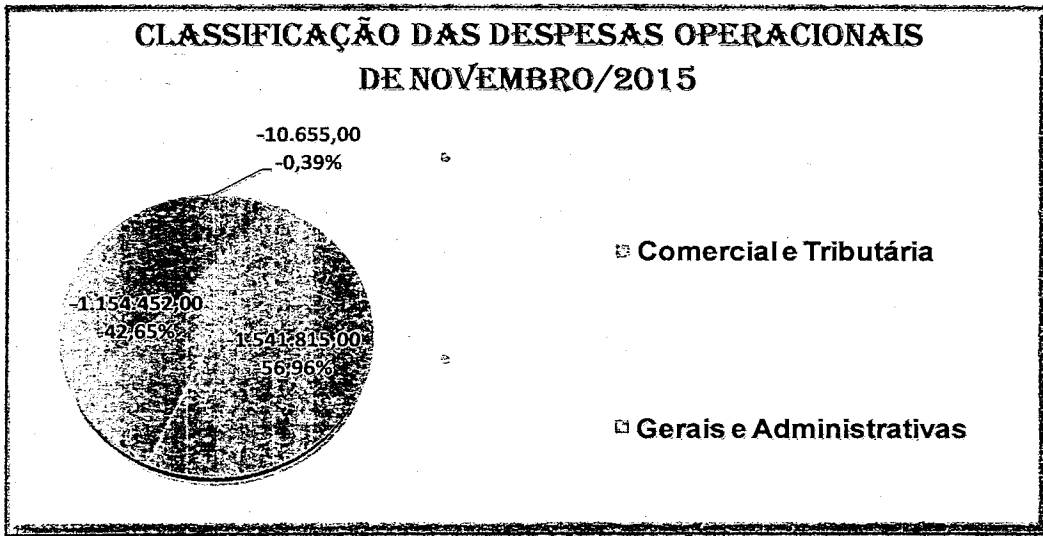 CLASSIFICAÇÃO DAS DESPESAS OPERACIONAIS
DE NOVEMBRO/2015
-10.655,00
-0,39%
-1.154.452,00
-42,65%
-1.541.815,00
-56,96%
Comercial e Tributária
Gerais e Administrativas